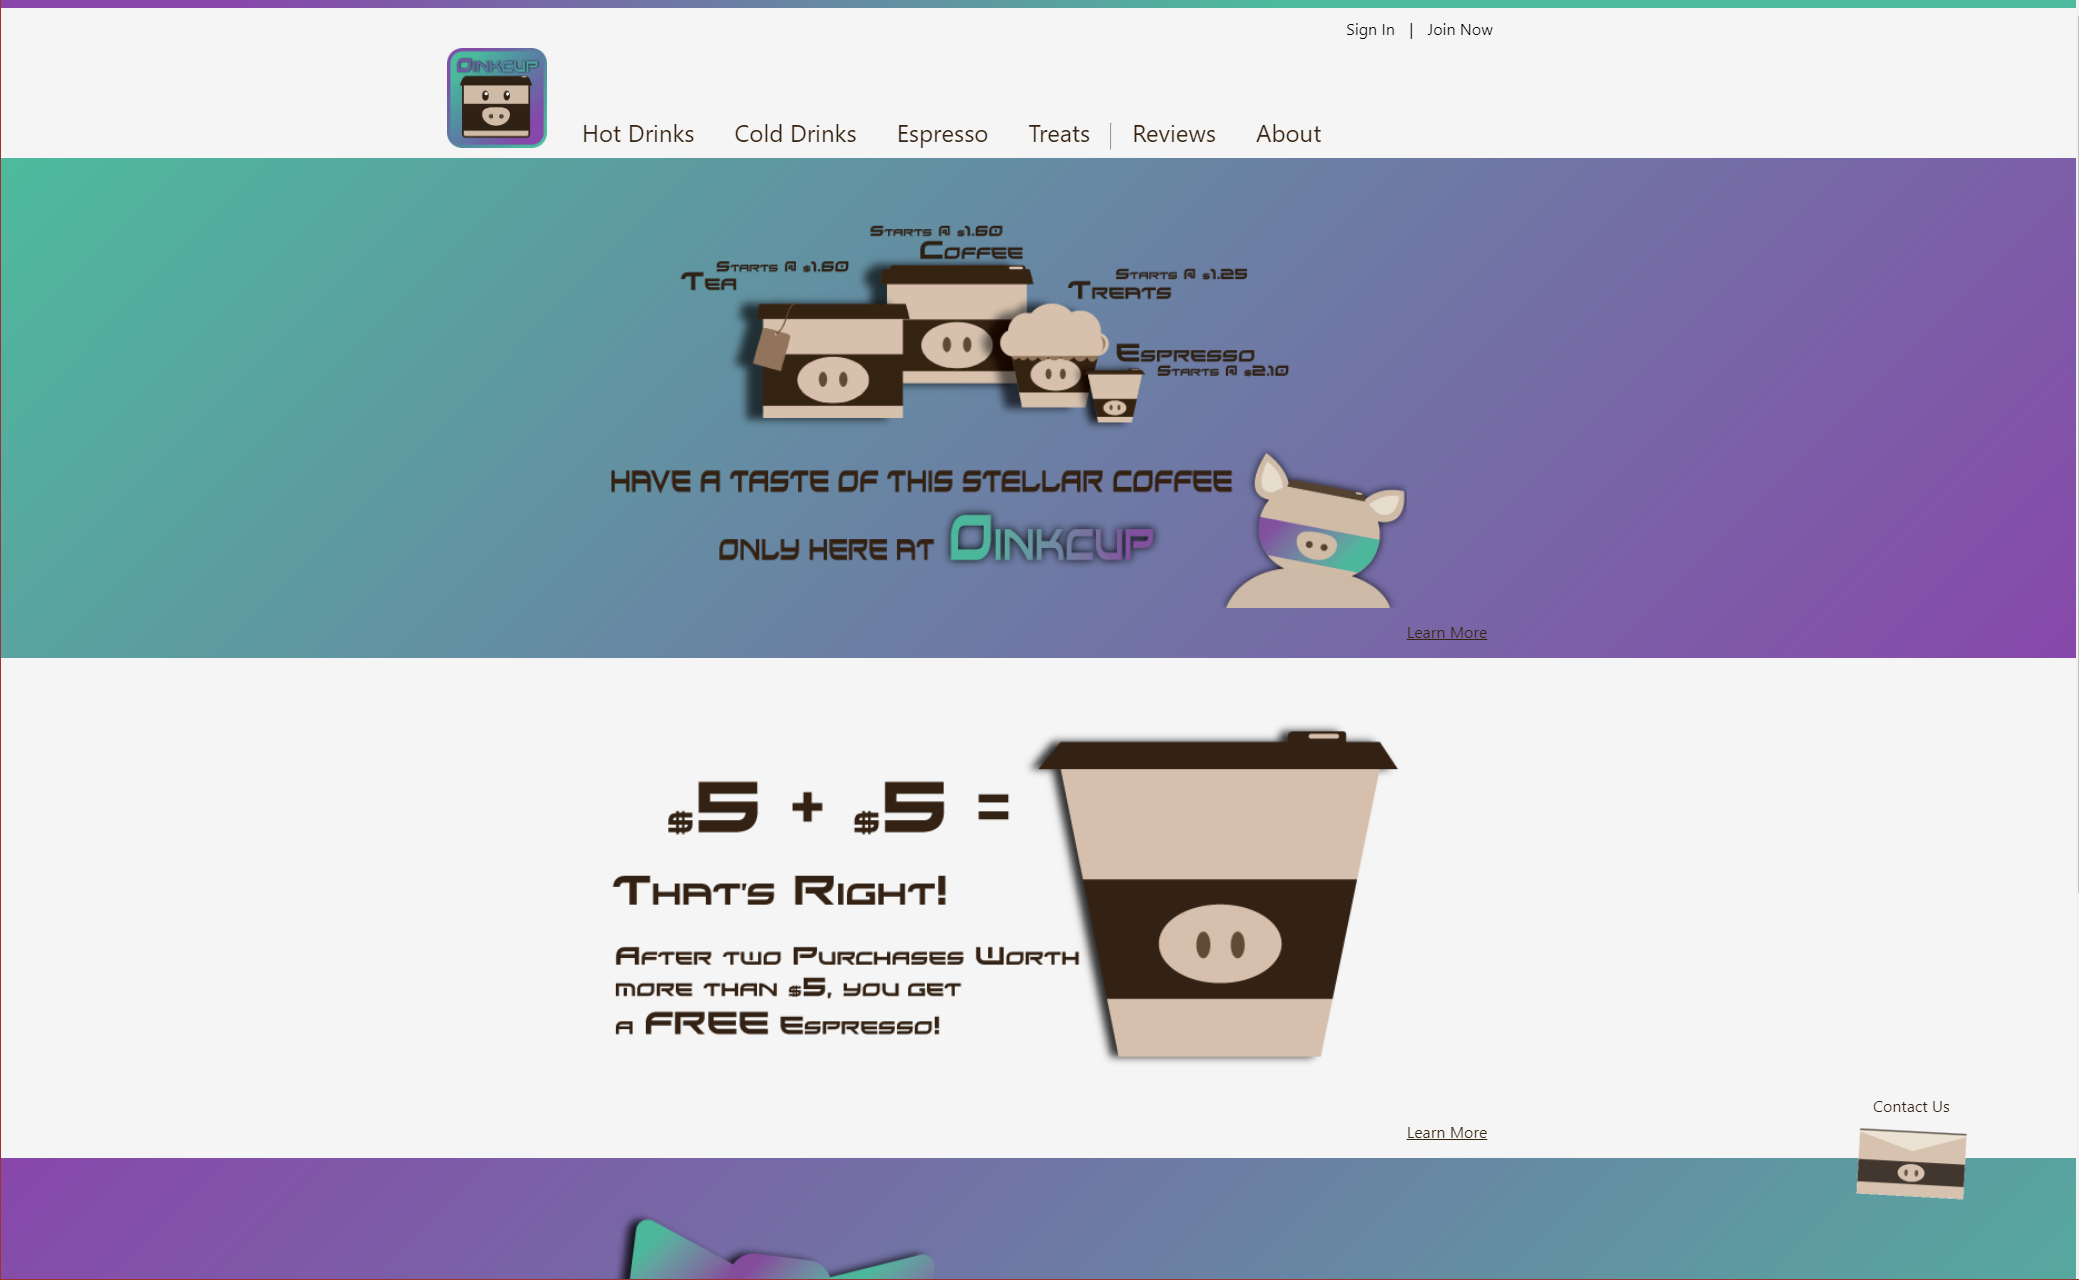 Sign In | Join Now
OINKCUP
Hot Drinks Cold Drinks Espresso Treats Reviews About
Starts @ $1.60
Coffee
Starts @ $1.60
Tea
Starts @ $1.25
Treats
Espresso
Starts @ $2.10
HAVE A TASTE OF THIS STELLAR COFFEE
ONLY HERE AT OINKCUP
Learn More
$5 + $5 =
That's Right!
After two Purchases Worth
more than $5, you get
a FREE Espresso!
Contact Us
Learn More